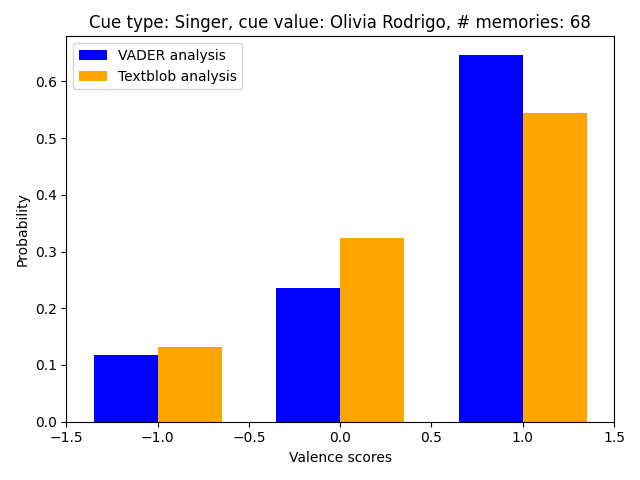 Cue type: Singer, cue value: Olivia Rodrigo, # memories: 68
VADER analysis
Textblob analysis
Probability
0.6
0.5
0.4
0.3
0.2
0.1
0.0
−1.5 −1.0 −0.5 0.0 0.5 1.0 1.5
Valence scores